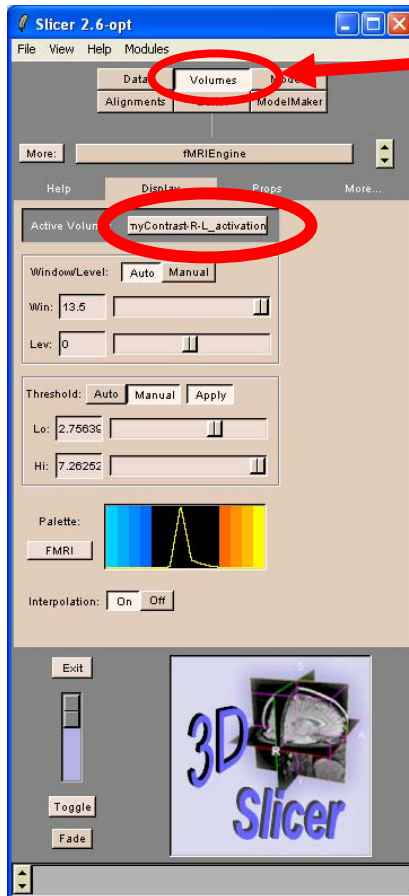 Slicer 2.6-opt
File View Help Modules
Data Volumes
Alignments ModelMaker
More: fMRIEngine
Help Display Props More...
Active Volum myContrast-R-L_activation
Window/Level: Auto Manual
Win: 13.5
Lev: 0
Threshold: Auto Manual Apply
Lo: 2.75639
Hi: 7.26252
Palette:
FMRI
Interpolation: On Off
Exit
S
A
R
I
3D
Slicer
Toggle
Fade